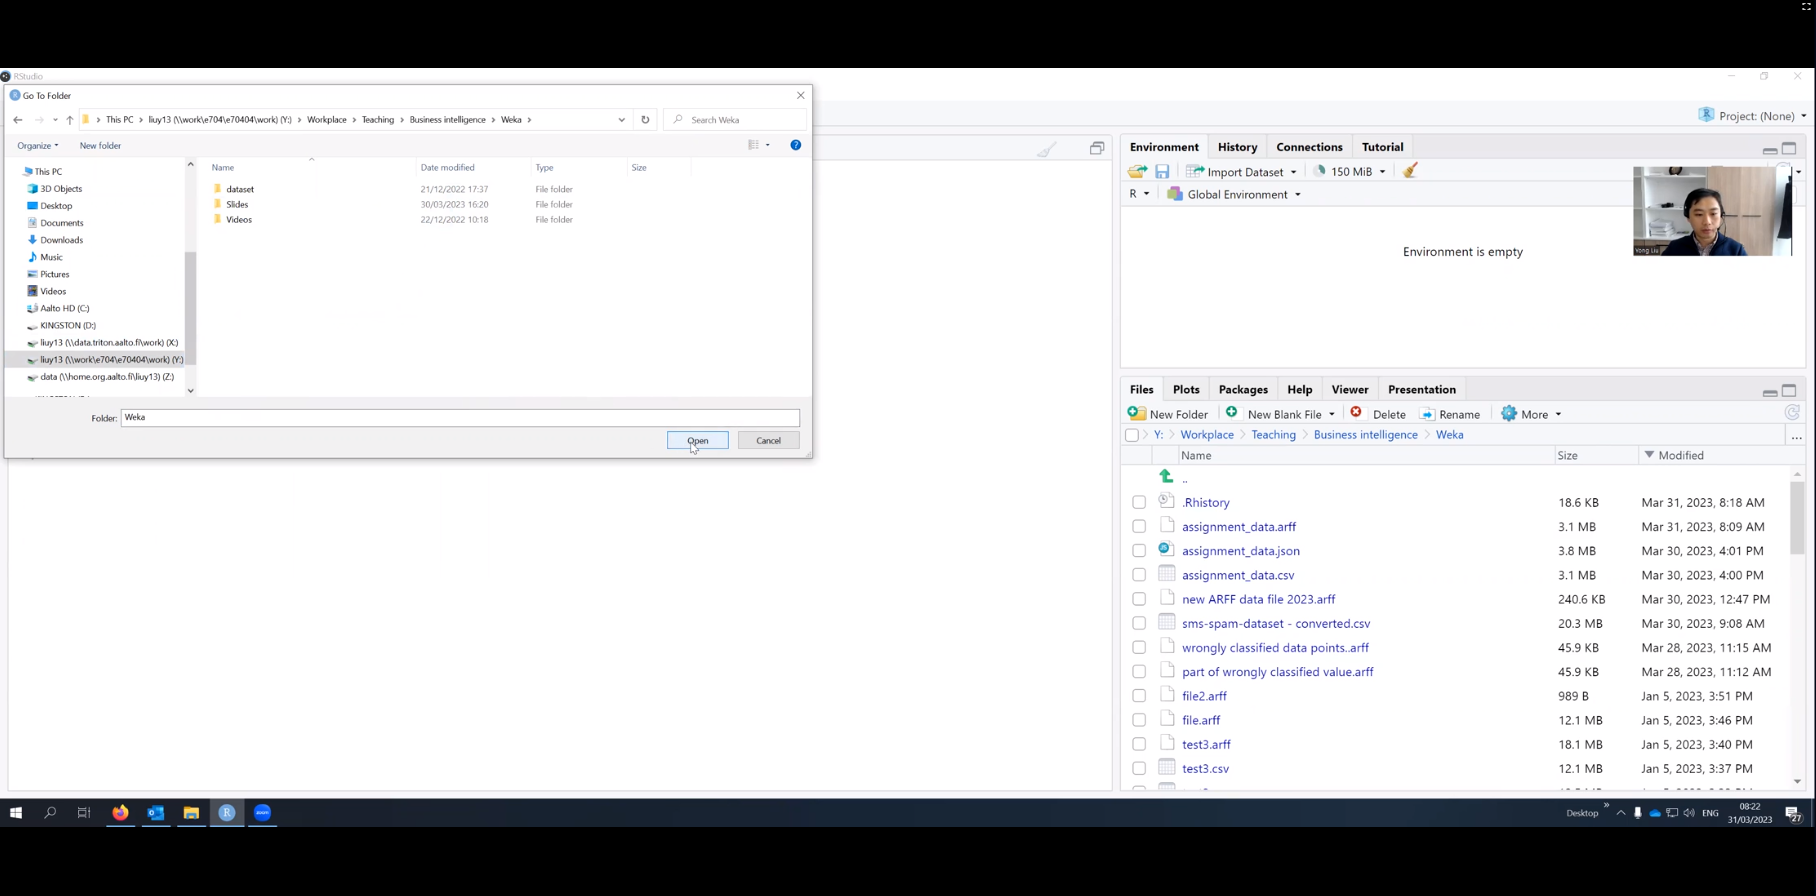 RStudio
Go To Folder
This PC > liuy13 (\\work\e704\e70404\work) (Y:) > Workplace > Teaching > Business intelligence > Weka >
Search Weka
Organize
New folder
This PC
3D Objects
Desktop
Documents
Downloads
Music
Pictures
Videos
Aalto HD (C:)
KINGSTON (D:)
liuy13 (\\data.triton.aalto.fi\work) (X:)
liuy13 (\\work\e704\e70404\work) (Y:)
data (\\home.org.aalto.fi\liuy13) (Z:)
Name Date modified Type Size
dataset 21/12/2022 17:37 File folder
Slides 30/03/2023 16:20 File folder
Videos 22/12/2022 10:18 File folder
Folder: Weka
Open Cancel
Project: (None)
Environment History Connections Tutorial
Import Dataset 150 MiB
R Global Environment
Environment is empty
Yong Liu
Files Plots Packages Help Viewer Presentation
New Folder New Blank File Delete Rename More
Y: > Workplace > Teaching > Business intelligence > Weka ...
Name Size Modified
..
.Rhistory 18.6 KB Mar 31, 2023, 8:18 AM
assignment_data.arff 3.1 MB Mar 31, 2023, 8:09 AM
assignment_data.json 3.8 MB Mar 30, 2023, 4:01 PM
assignment_data.csv 3.1 MB Mar 30, 2023, 4:00 PM
new ARFF data file 2023.arff 240.6 KB Mar 30, 2023, 12:47 PM
sms-spam-dataset - converted.csv 20.3 MB Mar 30, 2023, 9:08 AM
wrongly classified data points..arff 45.9 KB Mar 28, 2023, 11:15 AM
part of wrongly classified value.arff 45.9 KB Mar 28, 2023, 11:12 AM
file2.arff 989 B Jan 5, 2023, 3:51 PM
file.arff 12.1 MB Jan 5, 2023, 3:46 PM
test3.arff 18.1 MB Jan 5, 2023, 3:40 PM
test3.csv 12.1 MB Jan 5, 2023, 3:37 PM
zoom
Desktop » ENG 08:22
31/03/2023
27